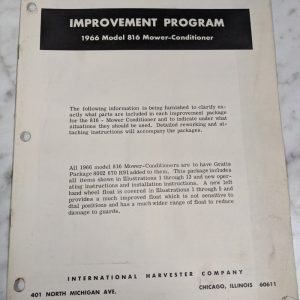 IMPROVEMENT PROGRAM
1966 Model 816 Mower-Conditioner
The following information is being furnished to clarify ex-
actly what parts are included in each improvement package
for the 816 - Mower Conditioner and to indicate under what
situations they should be used. Detailed reworking and at-
taching instructions will accompany the packages.
All 1966 model 816 Mower-Conditioners are to have Gratis
Package 8002 670 R91 added to them. This package includes
all items shown in Illustrations 1 through 13 and new oper-
ating instructions and installation instructions. A new left
hand wheel float is covered in Illustrations 1 through 5 and
provides a much improved float which is not sensitive to
dial positions and has a much wider range of float to reduce
damage to guards.
INTERNATIONAL HARVESTER COMPANY
401 NORTH MICHIGAN AVE. CHICAGO, ILLINOIS 60611